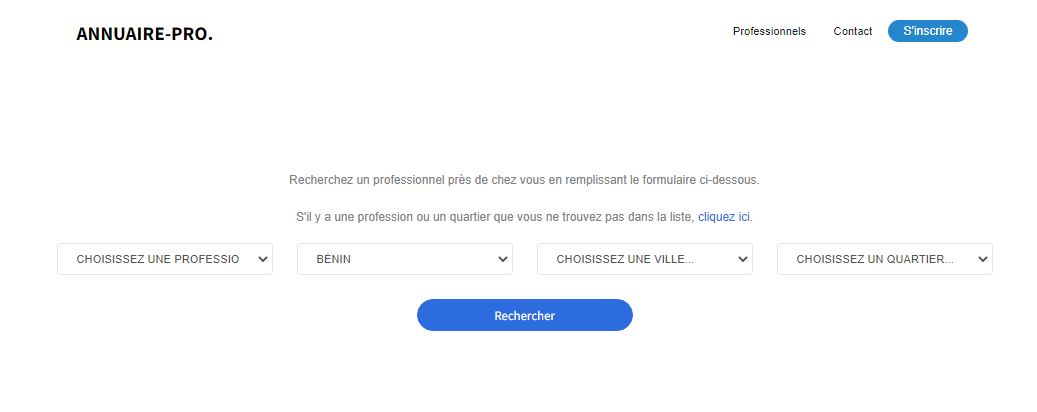 ANNUAIRE-PRO.
Professionnels Contact S'inscrire
Recherchez un professionnel près de chez vous en remplissant le formulaire ci-dessous.
S'il y a une profession ou un quartier que vous ne trouvez pas dans la liste, cliquez ici.
CHOISISSEZ UNE PROFESSIO BÉNIN CHOISISSEZ UNE VILLE... CHOISISSEZ UN QUARTIER...
Rechercher